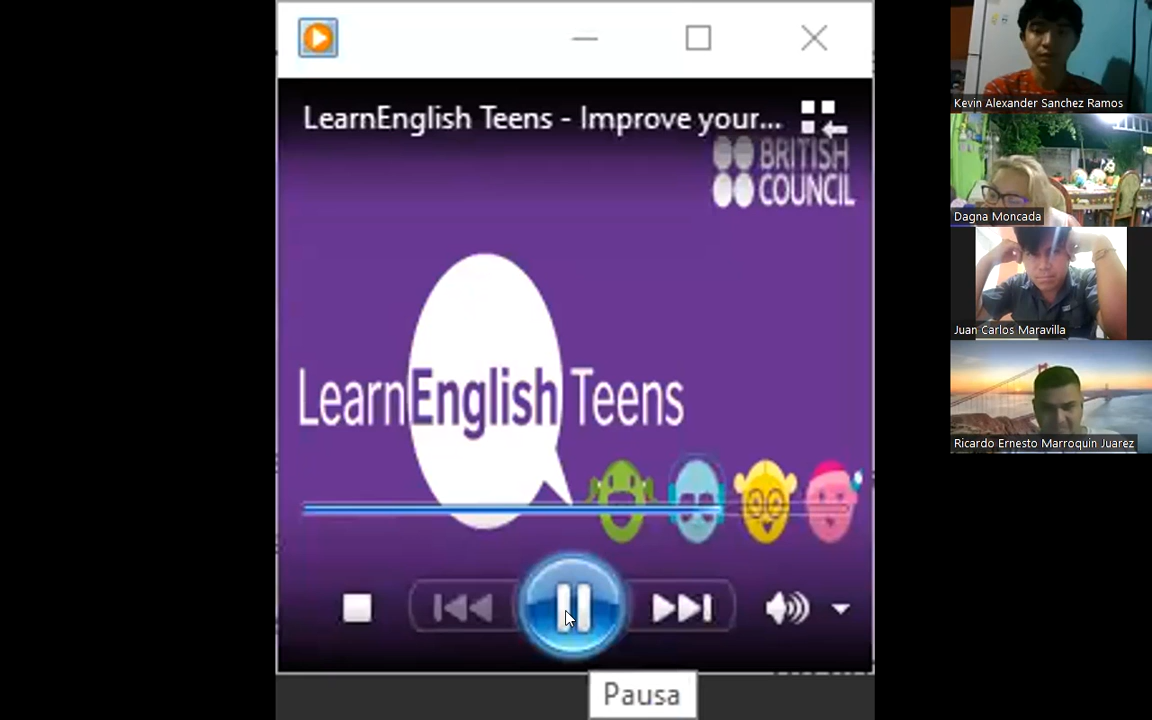 LearnEnglish Teens - Improve your...
BRITISH
COUNCIL
LearnEnglish Teens
Pausa
Kevin Alexander Sanchez Ramos
Dagna Moncada
Juan Carlos Maravilla
Ricardo Ernesto Marroquin Juarez